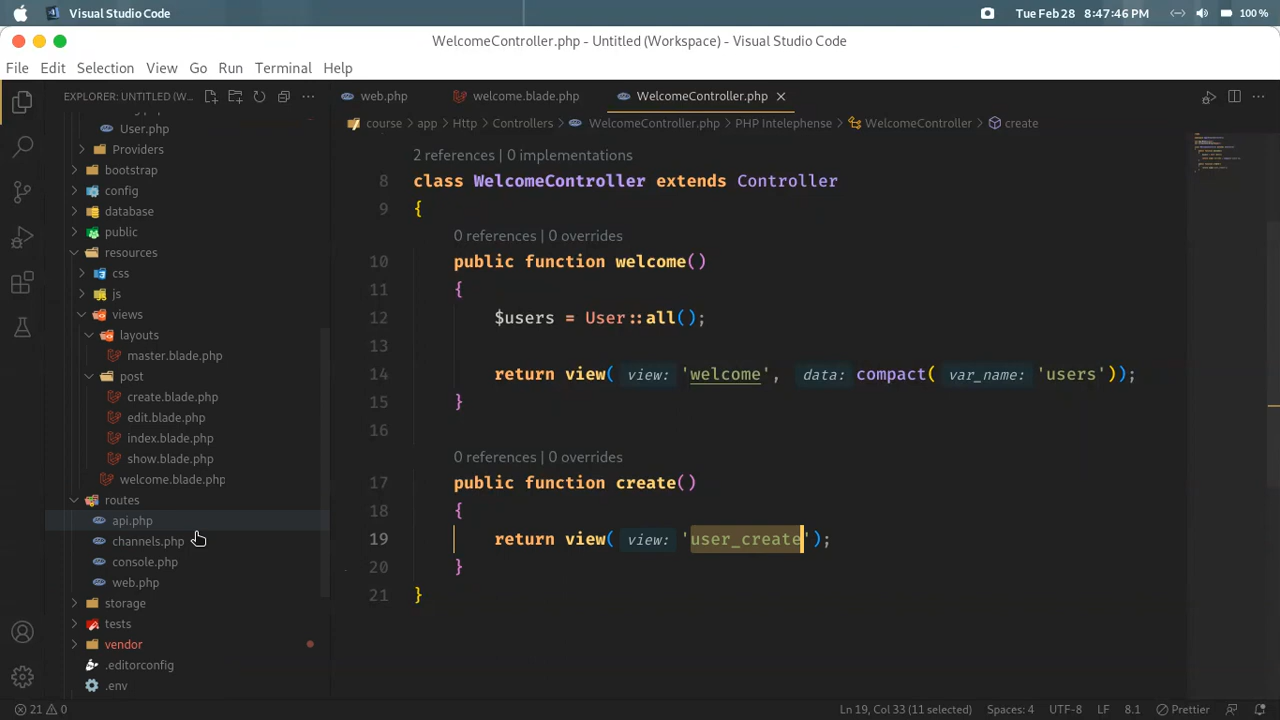 Visual Studio Code
Tue Feb 28 8:47:46 PM
100 %
WelcomeController.php - Untitled (Workspace) - Visual Studio Code
File Edit Selection View Go Run Terminal Help
EXPLORER: UNTITLED (W...
User.php
Providers
bootstrap
config
database
public
resources
css
js
views
layouts
master.blade.php
post
create.blade.php
edit.blade.php
index.blade.php
show.blade.php
welcome.blade.php
routes
api.php
channels.php
console.php
web.php
storage
tests
vendor
.editorconfig
.env
web.php welcome.blade.php WelcomeController.php
course > app > Http > Controllers > WelcomeController.php > PHP Intelephense > WelcomeController > create
2 references | 0 implementations
8 class WelcomeController extends Controller
9 {
0 references | 0 overrides
10 public function welcome()
11 {
12 $users = User::all();
13
14 return view( view: 'welcome', data: compact( var_name: 'users'));
15 }
16
0 references | 0 overrides
17 public function create()
18 {
19 return view( view: 'user_create');
20 }
21 }
21 0
Ln 19, Col 33 (11 selected) Spaces: 4 UTF-8 LF 8.1 Prettier